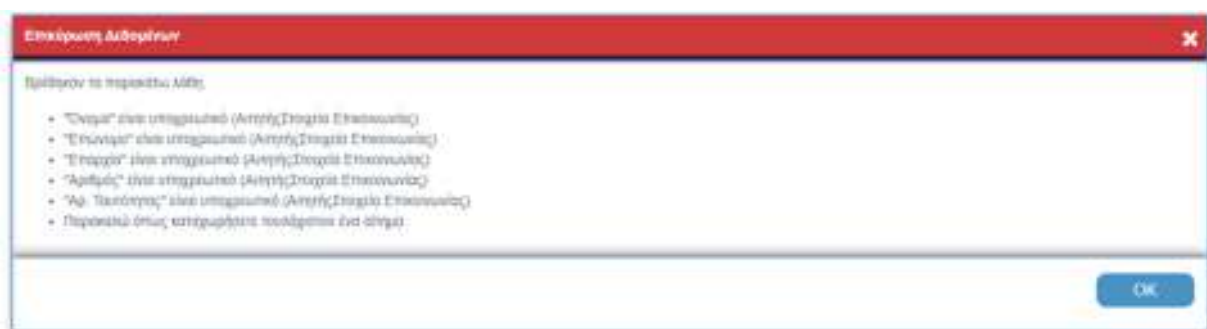 Επικύρωση Δεδομένων
Βρέθηκαν τα παρακάτω λάθη
• "Όνομα" είναι υποχρεωτικό (Αιτητής;Στοιχεία Επικοινωνίας)
• "Επώνυμο" είναι υποχρεωτικό (Αιτητής;Στοιχεία Επικοινωνίας)
• "Επαρχία" είναι υποχρεωτικό (Αιτητής;Στοιχεία Επικοινωνίας)
• "Αριθμός" είναι υποχρεωτικό (Αιτητής;Στοιχεία Επικοινωνίας)
• "Αρ. Ταυτότητας" είναι υποχρεωτικό (Αιτητής;Στοιχεία Επικοινωνίας)
• Παρακαλώ όπως καταχωρήσετε τουλάχιστον ένα αίτημα
OK